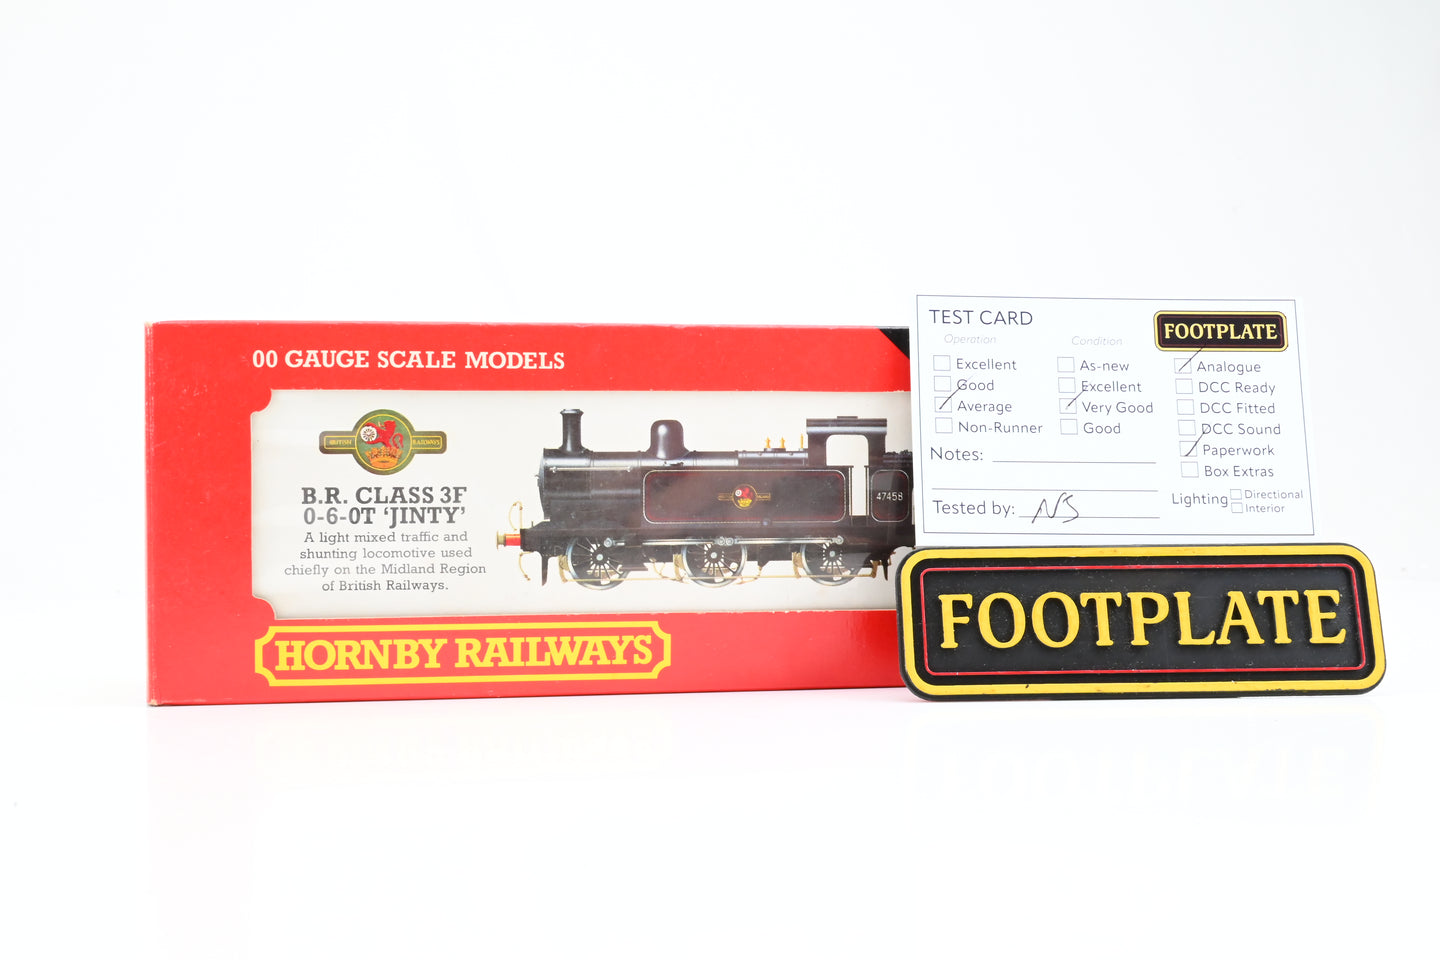 00 GAUGE SCALE MODELS
BRITISH RAILWAYS
B.R. CLASS 3F
0-6-0T ‘JINTY’
A light mixed traffic and
shunting locomotive used
chiefly on the Midland Region
of British Railways.
47458
HORNBY RAILWAYS
TEST CARD
FOOTPLATE
Operation
Excellent
Good
Average
Non-Runner
Condition
As-new
Excellent
Very Good
Good
Analogue
DCC Ready
DCC Fitted
DCC Sound
Paperwork
Box Extras
Notes:
Lighting
Directional
Interior
Tested by: NS
FOOTPLATE